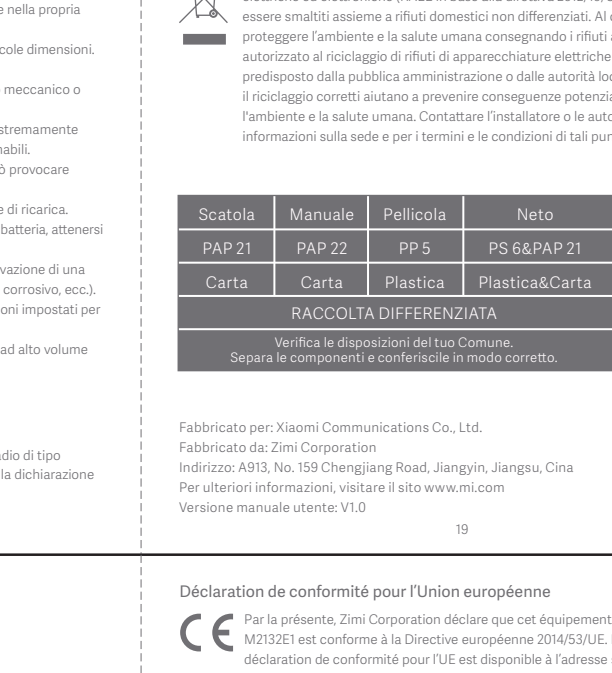 e nella propria
cole dimensioni.
meccanico o
stremamente
nabili.
ò provocare
e di ricarica.
batteria, attenersi
vazione di una
corrosivo, ecc.).
oni impostati per
ad alto volume
adio di tipo
la dichiarazione
essere smaltiti assieme a rifiuti domestici non differenziati. Al
proteggere l'ambiente e la salute umana consegnando i rifiuti a
autorizzato al riciclaggio di rifiuti di apparecchiature elettriche
predisposto dalla pubblica amministrazione o dalle autorità loc
il riciclaggio corretti aiutano a prevenire conseguenze potenzia
l'ambiente e la salute umana. Contattare l'installatore o le auto
informazioni sulla sede e per i termini e le condizioni di tali pun
Scatola Manuale Pellicola Neto
PAP 21 PAP 22 PP 5 PS 6&PAP 21
Carta Carta Plastica Plastica&Carta
RACCOLTA DIFFERENZIATA
Verifica le disposizioni del tuo Comune.
Separa le componenti e conferiscile in modo corretto.
Fabbricato per: Xiaomi Communications Co., Ltd.
Fabbricato da: Zimi Corporation
Indirizzo: A913, No. 159 Chengjiang Road, Jiangyin, Jiangsu, Cina
Per ulteriori informazioni, visitare il sito www.mi.com
Versione manuale utente: V1.0
19
Déclaration de conformité pour l'Union européenne
CE Par la présente, Zimi Corporation déclare que cet équipement
M2132E1 est conforme à la Directive européenne 2014/53/UE.
déclaration de conformité pour l'UE est disponible à l'adresse